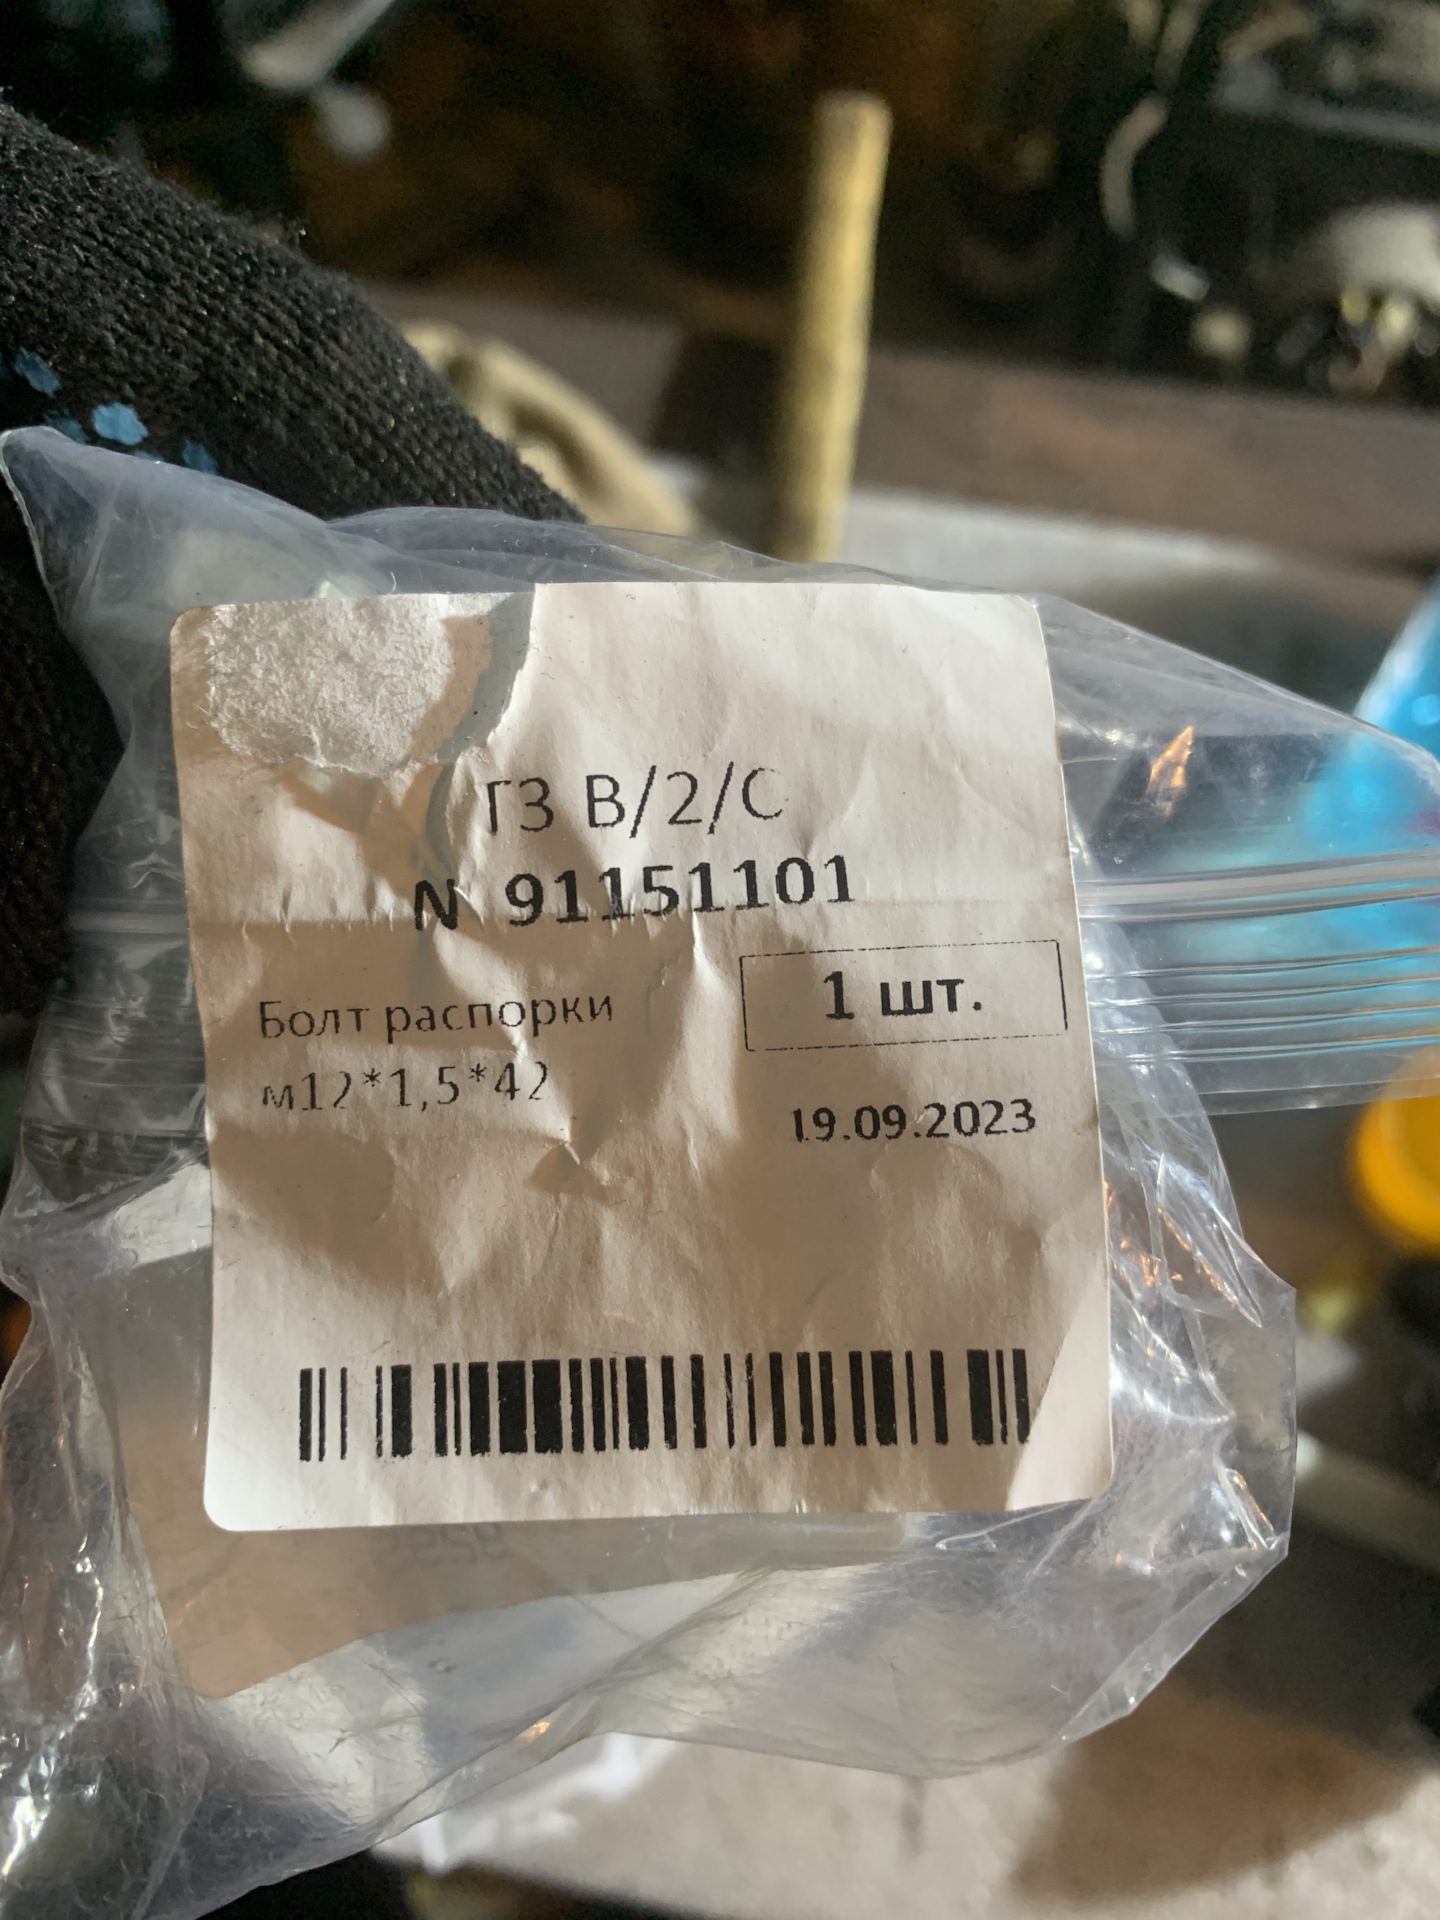 ГЗ В/2/С
N 91151101
Болт распорки
м12*1,5*42
1 шт.
19.09.2023